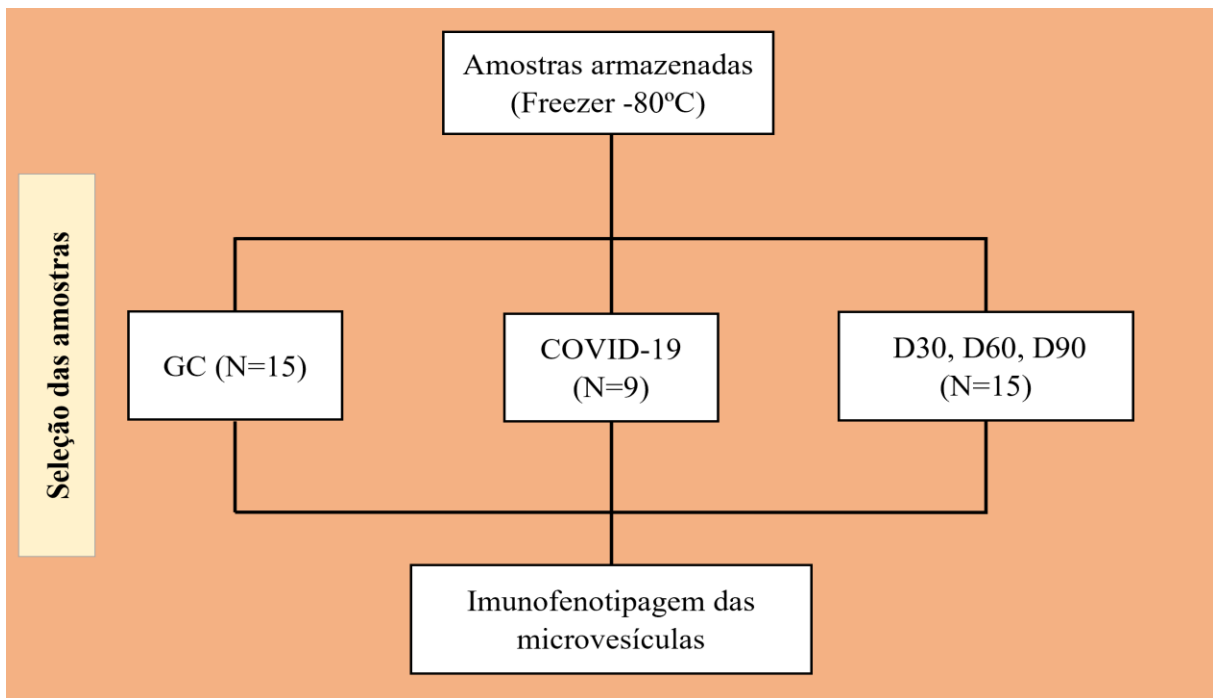 Amostras armazenadas
(Freezer -80ºC)
Seleção das amostras
GC (N=15)
COVID-19
(N=9)
D30, D60, D90
(N=15)
Imunofenotipagem das
microvesículas